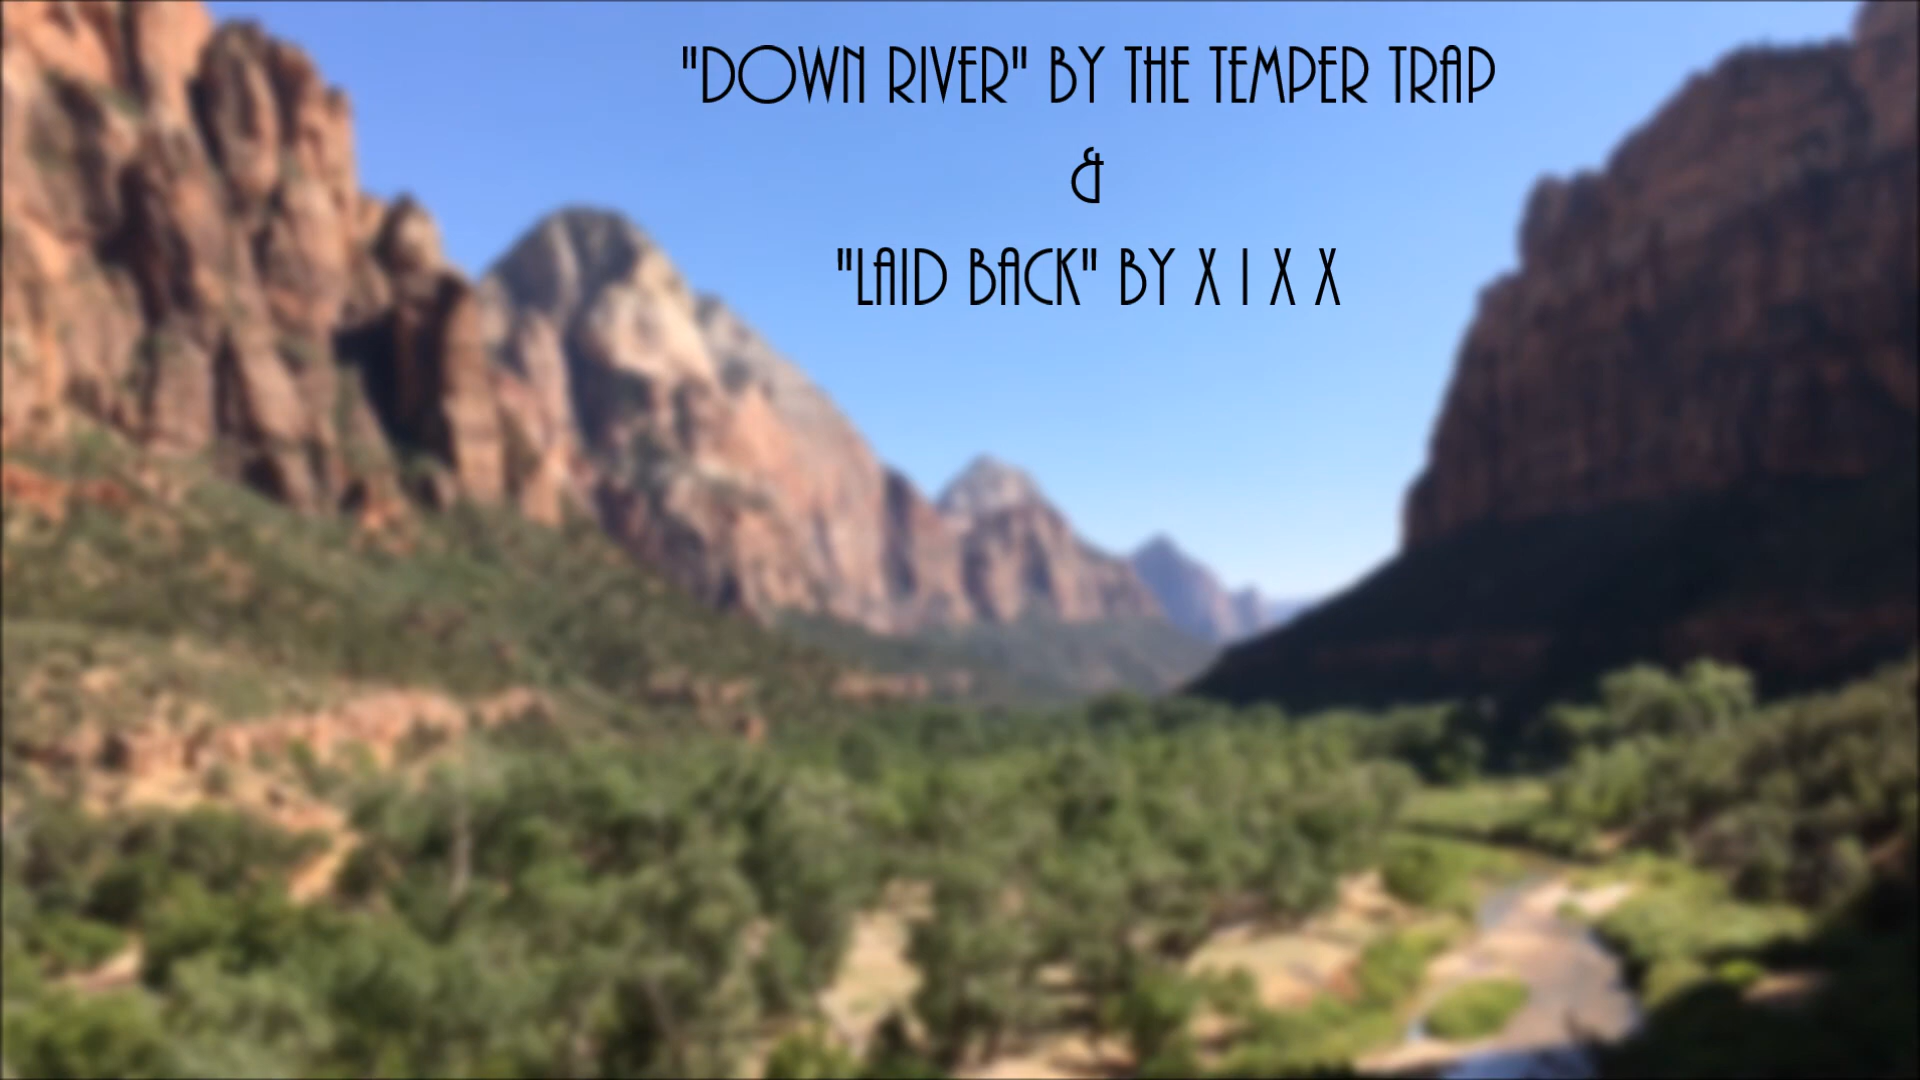 "DOWN RIVER" BY THE TEMPER TRAP
&
"LAID BACK" BY X I X X